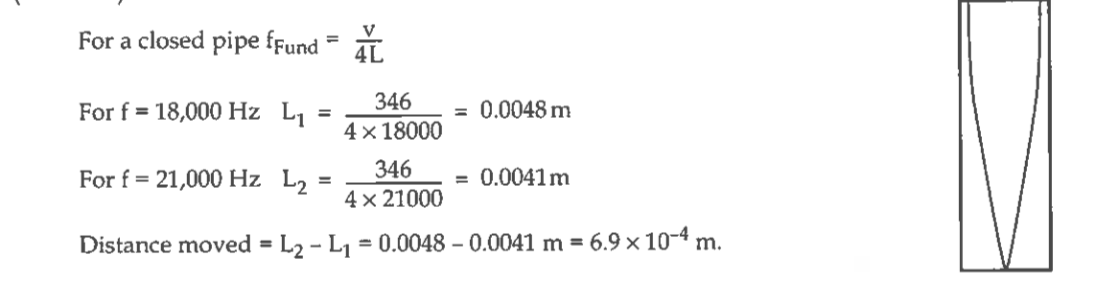 For a closed pipe fFund = v/4L
For f = 18,000 Hz L1 = 346/4 × 18000 = 0.0048 m
For f = 21,000 Hz L2 = 346/4 × 21000 = 0.0041 m
Distance moved = L2 – L1 = 0.0048 – 0.0041 m = 6.9 × 10⁻⁴ m.